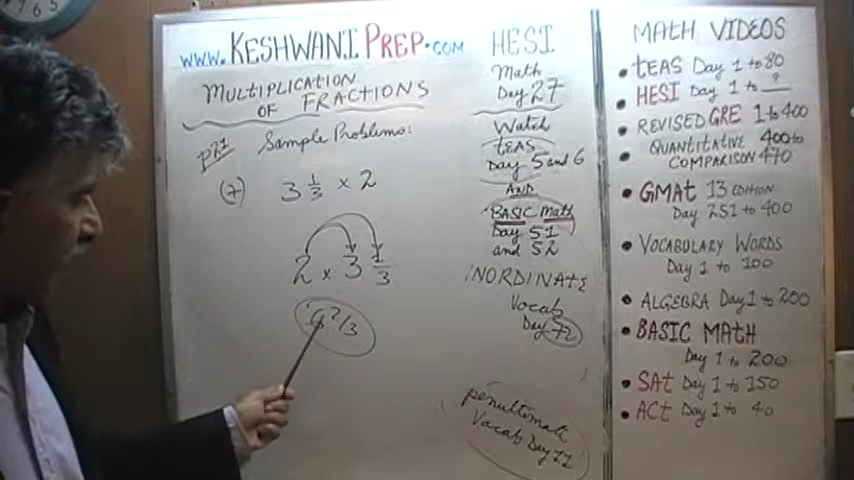 www.KESHWANIPREP.COM
MULTIPLICATION
OF FRACTIONS
P21
Sample Problems:
(7) 3 1/3 × 2
2 × 3 1/3
6 2/3
HESI
Math
Day 27
Watch
TEAS
Day 5 and 6
AND
BASIC Math
Day 51
and 52
INORDINATE
Vocab
Day 72
penultimate
Vocab Day 22
MATH VIDEOS
• TEAS Day 1 to 80
• HESI Day 1 to ?
• REVISED GRE 1 to 400
• QUANTITATIVE 400 to
COMPARISON 470
• GMAT 13 EDITION
Day 251 to 400
• VOCABULARY WORDS
Day 1 to 100
• ALGEBRA Day 1 to 200
• BASIC MATH
Day 1 to 200
• SAT Day 1 to 150
• ACT Day 1 to 40